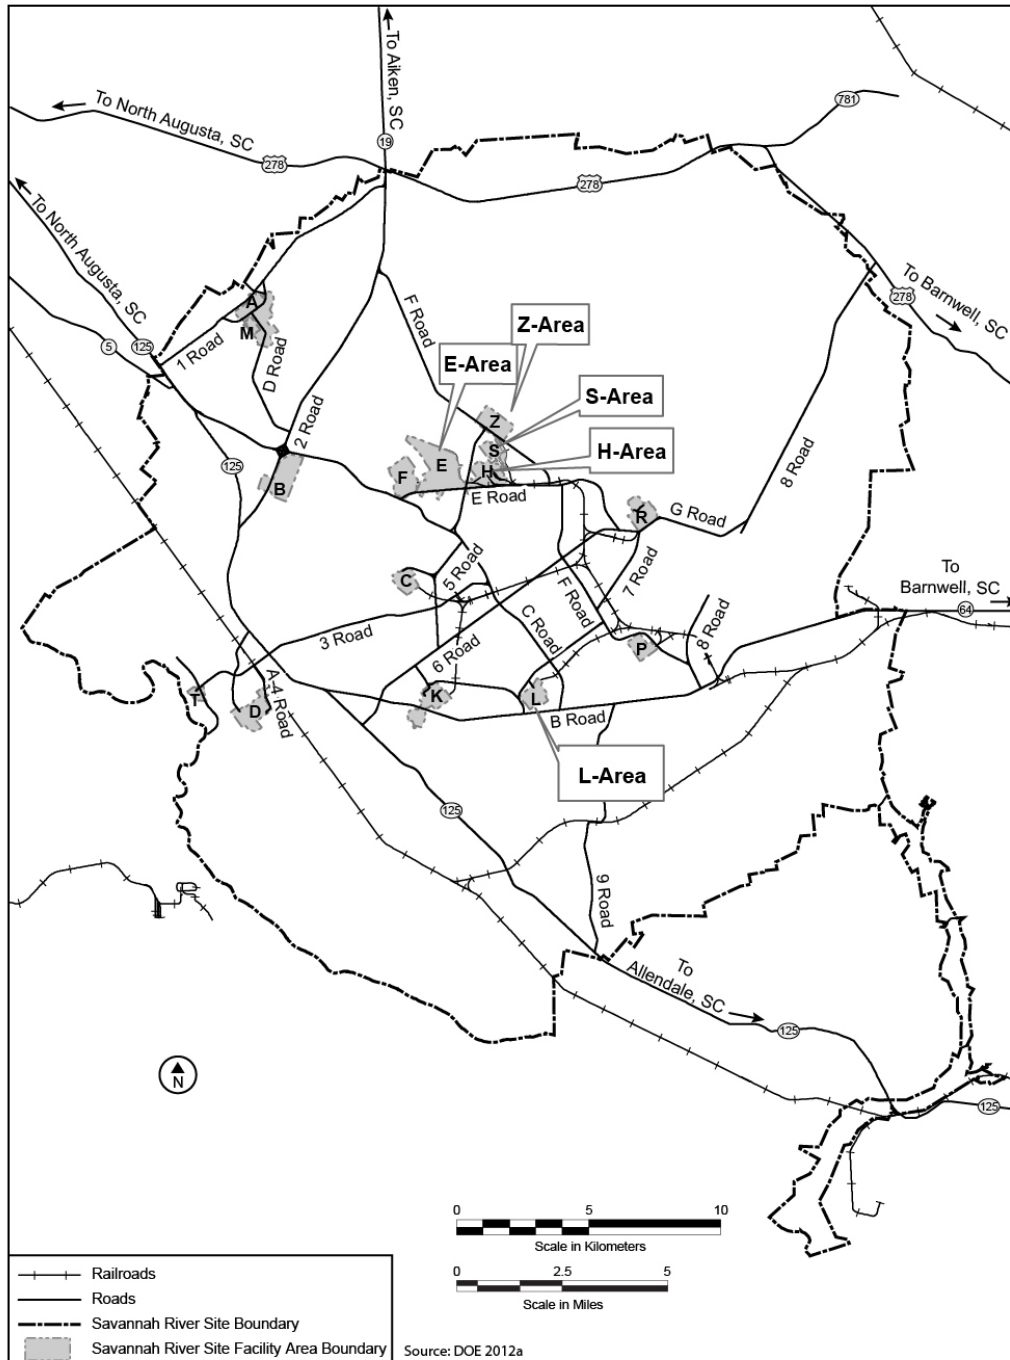 To Aiken, SC
To North Augusta, SC
781
19
278
278
To North Augusta, SC
To Barnwell, SC
278
F Road
A
Z-Area
M
5
125
1 Road
D Road
E-Area
S-Area
2 Road
Z
H-Area
S
8 Road
125
F
E
H
B
E Road
R
G Road
C
5 Road
7 Road
To
Barnwell, SC
64
F Road
C Road
8 Road
3 Road
6 Road
P
T
A-4 Road
K
L
D
B Road
L-Area
125
9 Road
To
Allendale, SC
125
125
N
0 5 10
Scale in Kilometers
0 2.5 5
Scale in Miles
Railroads
Roads
Savannah River Site Boundary
Savannah River Site Facility Area Boundary
Source: DOE 2012a